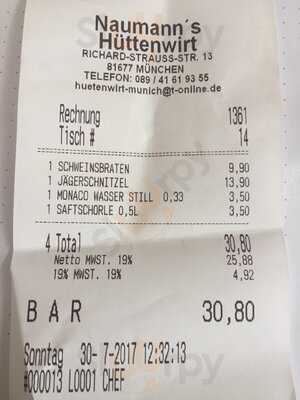 Naumann´s
Hüttenwirt
RICHARD-STRAUSS-STR. 13
81677 MÜNCHEN
TELEFON: 089 / 41 61 93 55
huetenwirt-munich@t-online.de
Rechnung 1361
Tisch # 14
1 SCHWEINSBRATEN 9,90
1 JÄGERSCHNITZEL 13,90
1 MONACO WASSER STILL 0,33 3,50
1 SAFTSCHORLE 0,5L 3,50
4 Total 30,80
Netto MWST. 19% 25,88
19% MWST. 19% 4,92
BAR 30,80
Sonntag 30- 7-2017 12:32:13
#000013 L0001 CHEF